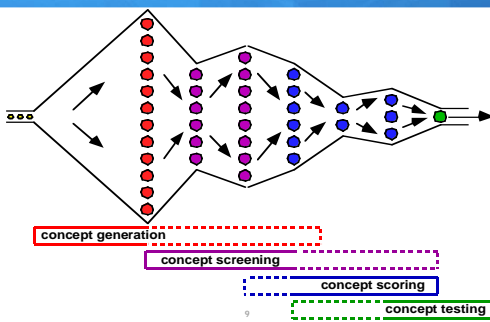 concept generation
concept screening
concept scoring
concept testing
9